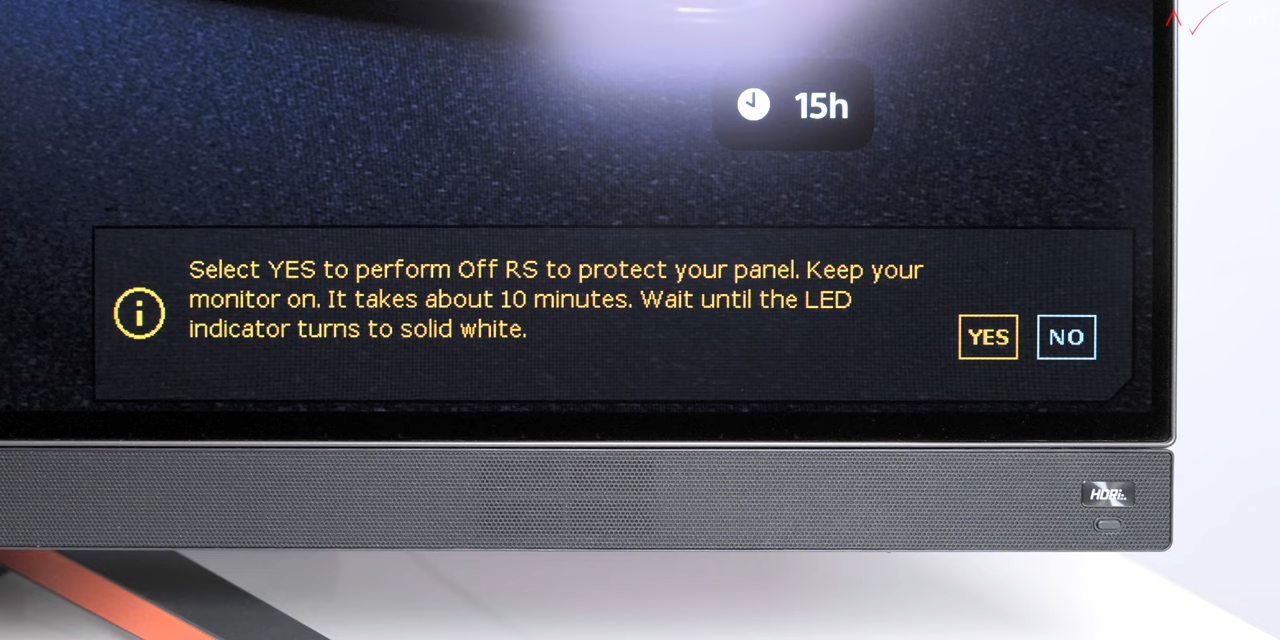 15h
Select YES to perform Off RS to protect your panel. Keep your
monitor on. It takes about 10 minutes. Wait until the LED
indicator turns to solid white.
YES NO
HDRi